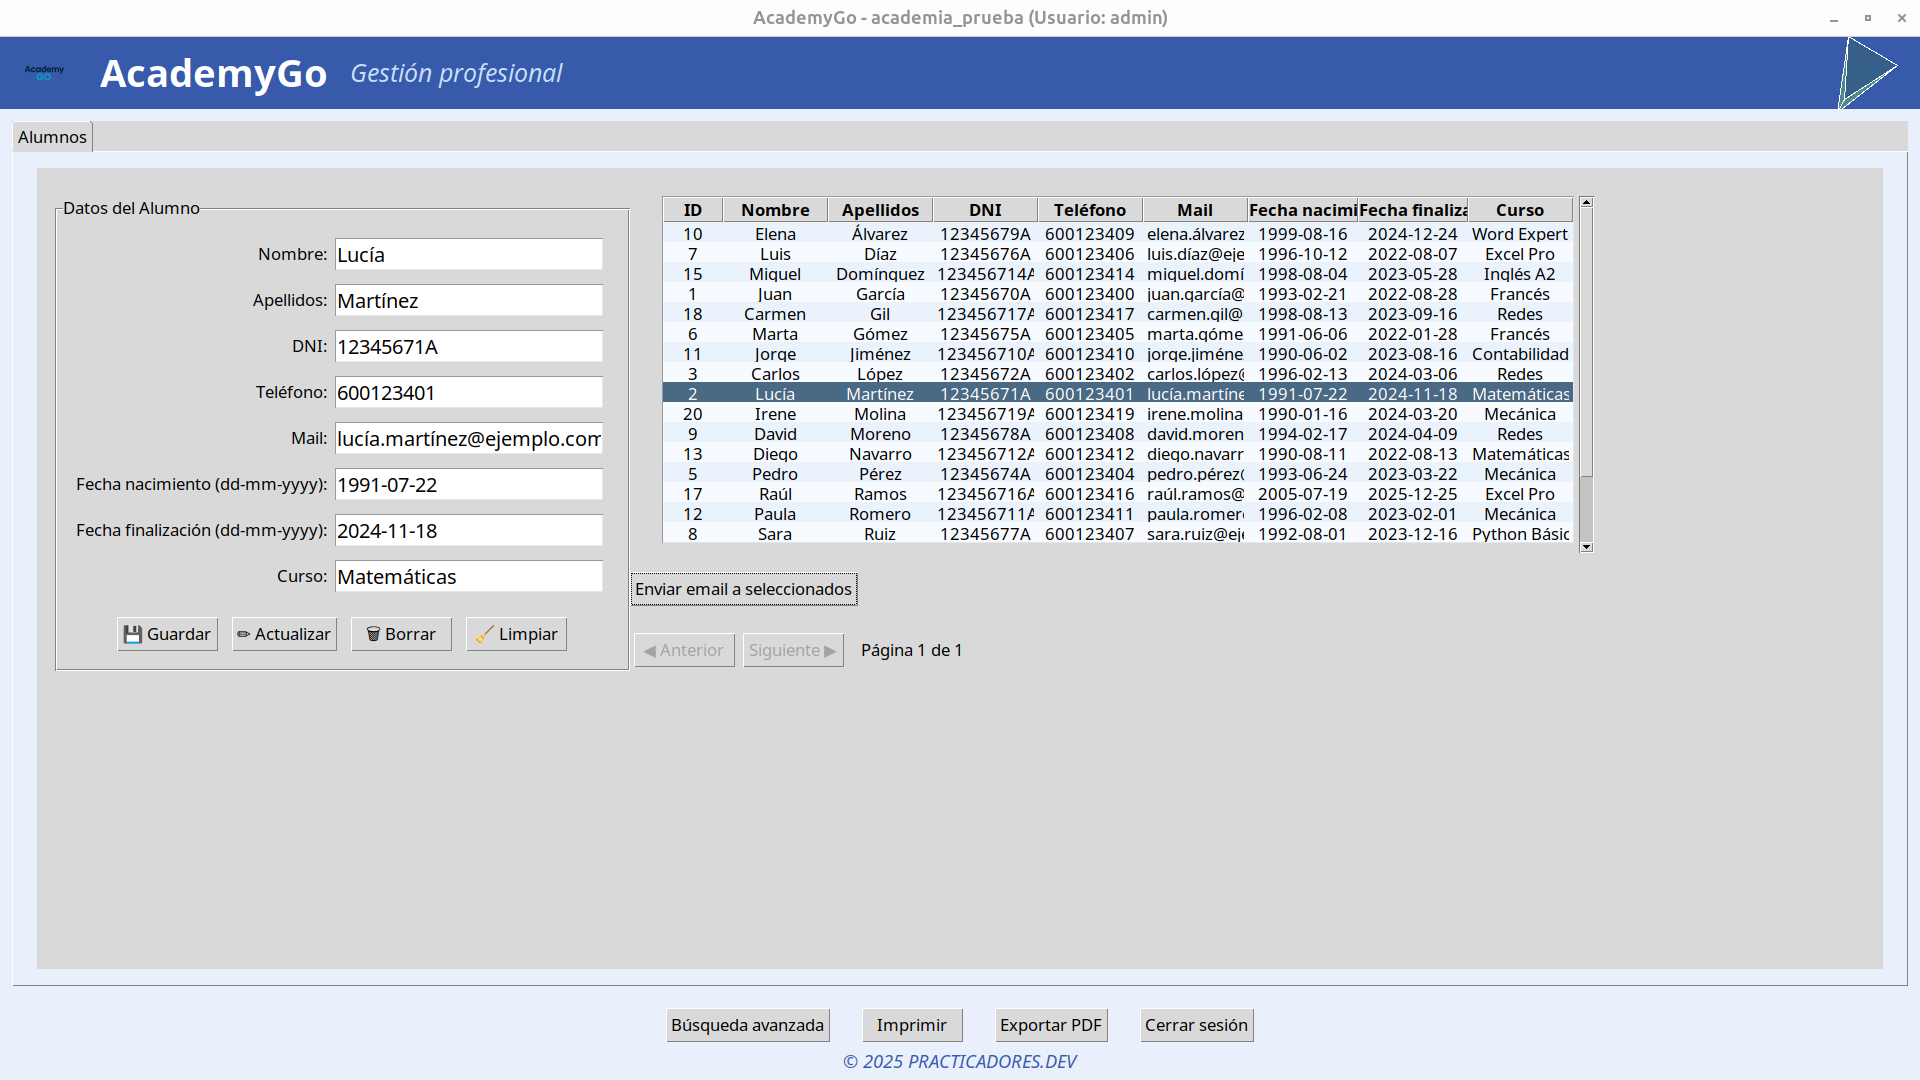 AcademyGo - academia_prueba (Usuario: admin)
Academy
GO
AcademyGo Gestión profesional
Alumnos
Datos del Alumno
Nombre: Lucía
Apellidos: Martínez
DNI: 12345671A
Teléfono: 600123401
Mail: lucía.martínez@ejemplo.com
Fecha nacimiento (dd-mm-yyyy): 1991-07-22
Fecha finalización (dd-mm-yyyy): 2024-11-18
Curso: Matemáticas
Guardar Actualizar Borrar Limpiar
ID Nombre Apellidos DNI Teléfono Mail Fecha nacimi Fecha finaliza Curso
10 Elena Álvarez 12345679A 600123409 elena.álvarez 1999-08-16 2024-12-24 Word Expert
7 Luis Díaz 12345676A 600123406 luis.díaz@eje 1996-10-12 2022-08-07 Excel Pro
15 Miguel Domínguez 123456714A 600123414 miguel.domí 1998-08-04 2023-05-28 Inglés A2
1 Juan García 12345670A 600123400 juan.garcía@ 1993-02-21 2022-08-28 Francés
18 Carmen Gil 123456717A 600123417 carmen.gil@ 1998-08-13 2023-09-16 Redes
6 Marta Gómez 12345675A 600123405 marta.góme 1991-06-06 2022-01-28 Francés
11 Jorge Jiménez 123456710A 600123410 jorge.jiméne 1990-06-02 2023-08-16 Contabilidad
3 Carlos López 12345672A 600123402 carlos.lópez@ 1996-02-13 2024-03-06 Redes
2 Lucía Martínez 12345671A 600123401 lucía.martíne 1991-07-22 2024-11-18 Matemáticas
20 Irene Molina 123456719A 600123419 irene.molina 1990-01-16 2024-03-20 Mecánica
9 David Moreno 12345678A 600123408 david.moren 1994-02-17 2024-04-09 Redes
13 Diego Navarro 123456712A 600123412 diego.navarr 1990-08-11 2022-08-13 Matemáticas
5 Pedro Pérez 12345674A 600123404 pedro.pérez@ 1993-06-24 2023-03-22 Mecánica
17 Raúl Ramos 123456716A 600123416 raúl.ramos@ 2005-07-19 2025-12-25 Excel Pro
12 Paula Romero 123456711A 600123411 paula.romer 1996-02-08 2023-02-01 Mecánica
8 Sara Ruiz 12345677A 600123407 sara.ruiz@eje 1992-08-01 2023-12-16 Python Básic
Enviar email a seleccionados
◀ Anterior Siguiente ▶ Página 1 de 1
Búsqueda avanzada Imprimir Exportar PDF Cerrar sesión
© 2025 PRACTICADORES.DEV